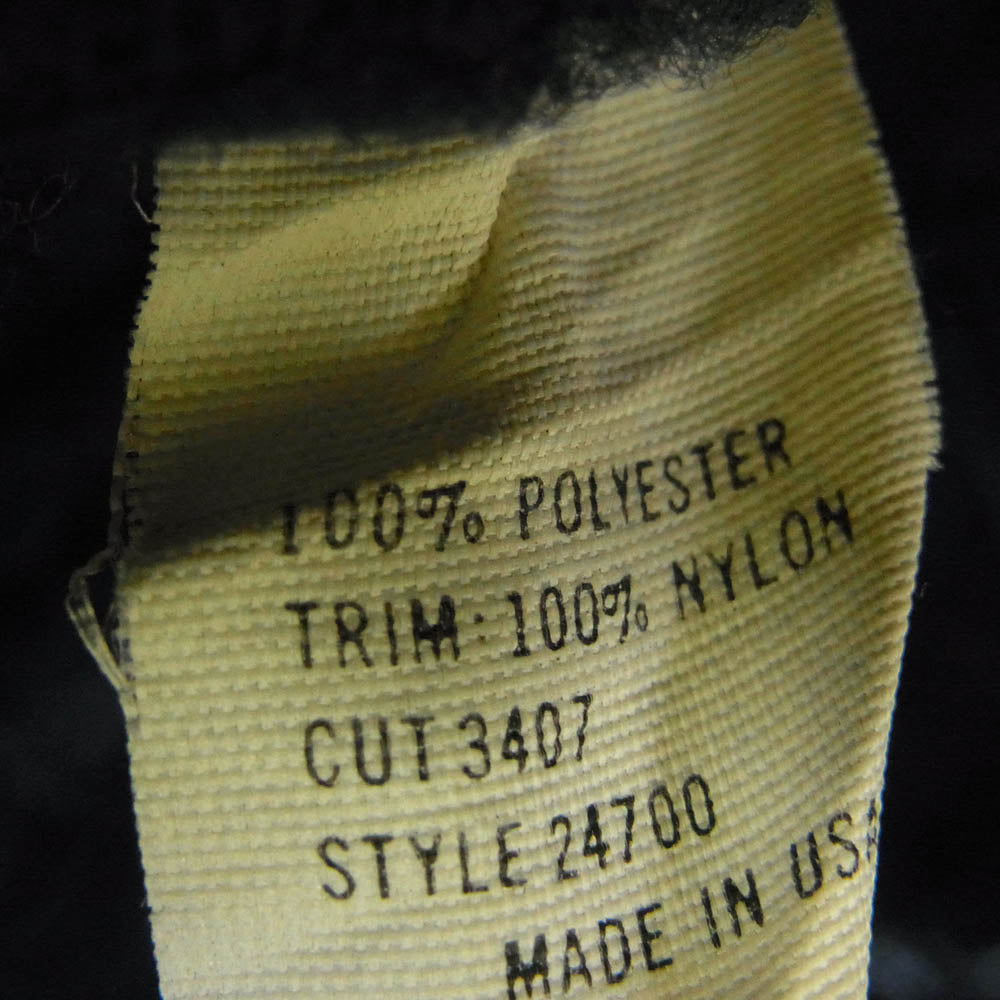 100% POLYESTER
TRIM: 100% NYLON
CUT 3407
STYLE 24700
MADE IN USA